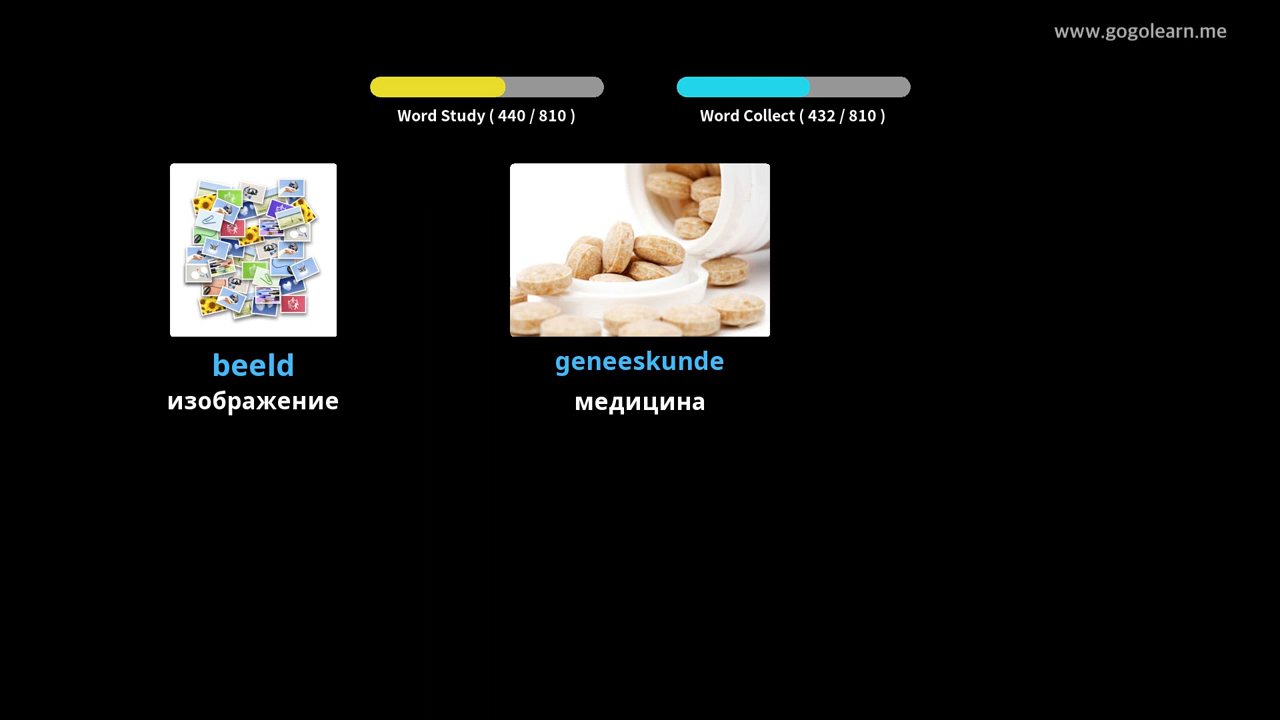 www.gogolearn.me
Word Study ( 440 / 810 )
Word Collect ( 432 / 810 )
beeld
изображение
geneeskunde
медицина